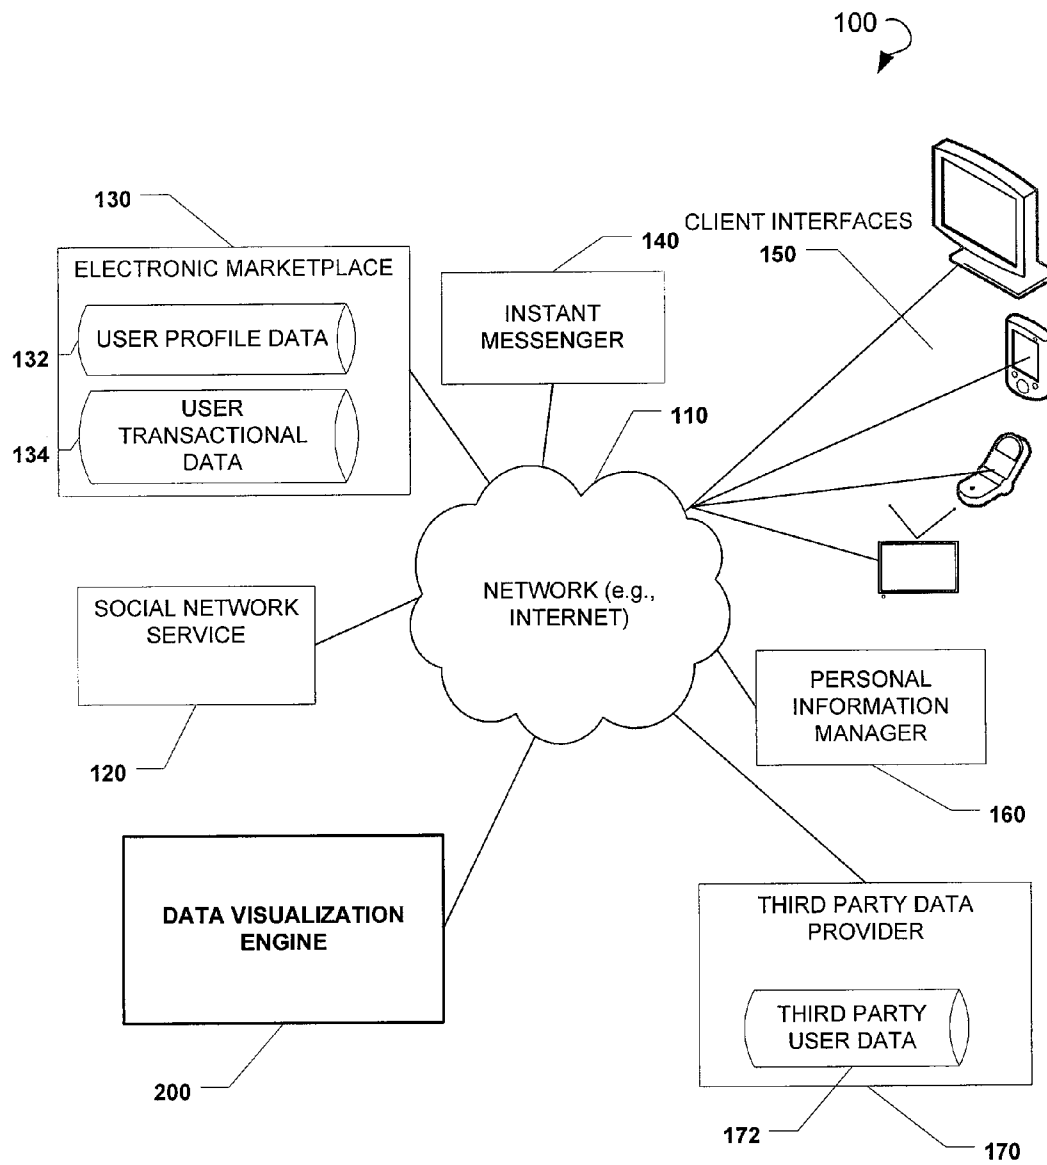 100
130
ELECTRONIC MARKETPLACE
USER PROFILE DATA
132
USER
TRANSACTIONAL
DATA
134
140
INSTANT
MESSENGER
CLIENT INTERFACES
150
110
NETWORK (e.g.,
INTERNET)
SOCIAL NETWORK
SERVICE
120
PERSONAL
INFORMATION
MANAGER
160
DATA VISUALIZATION
ENGINE
200
THIRD PARTY DATA
PROVIDER
THIRD PARTY
USER DATA
172
170